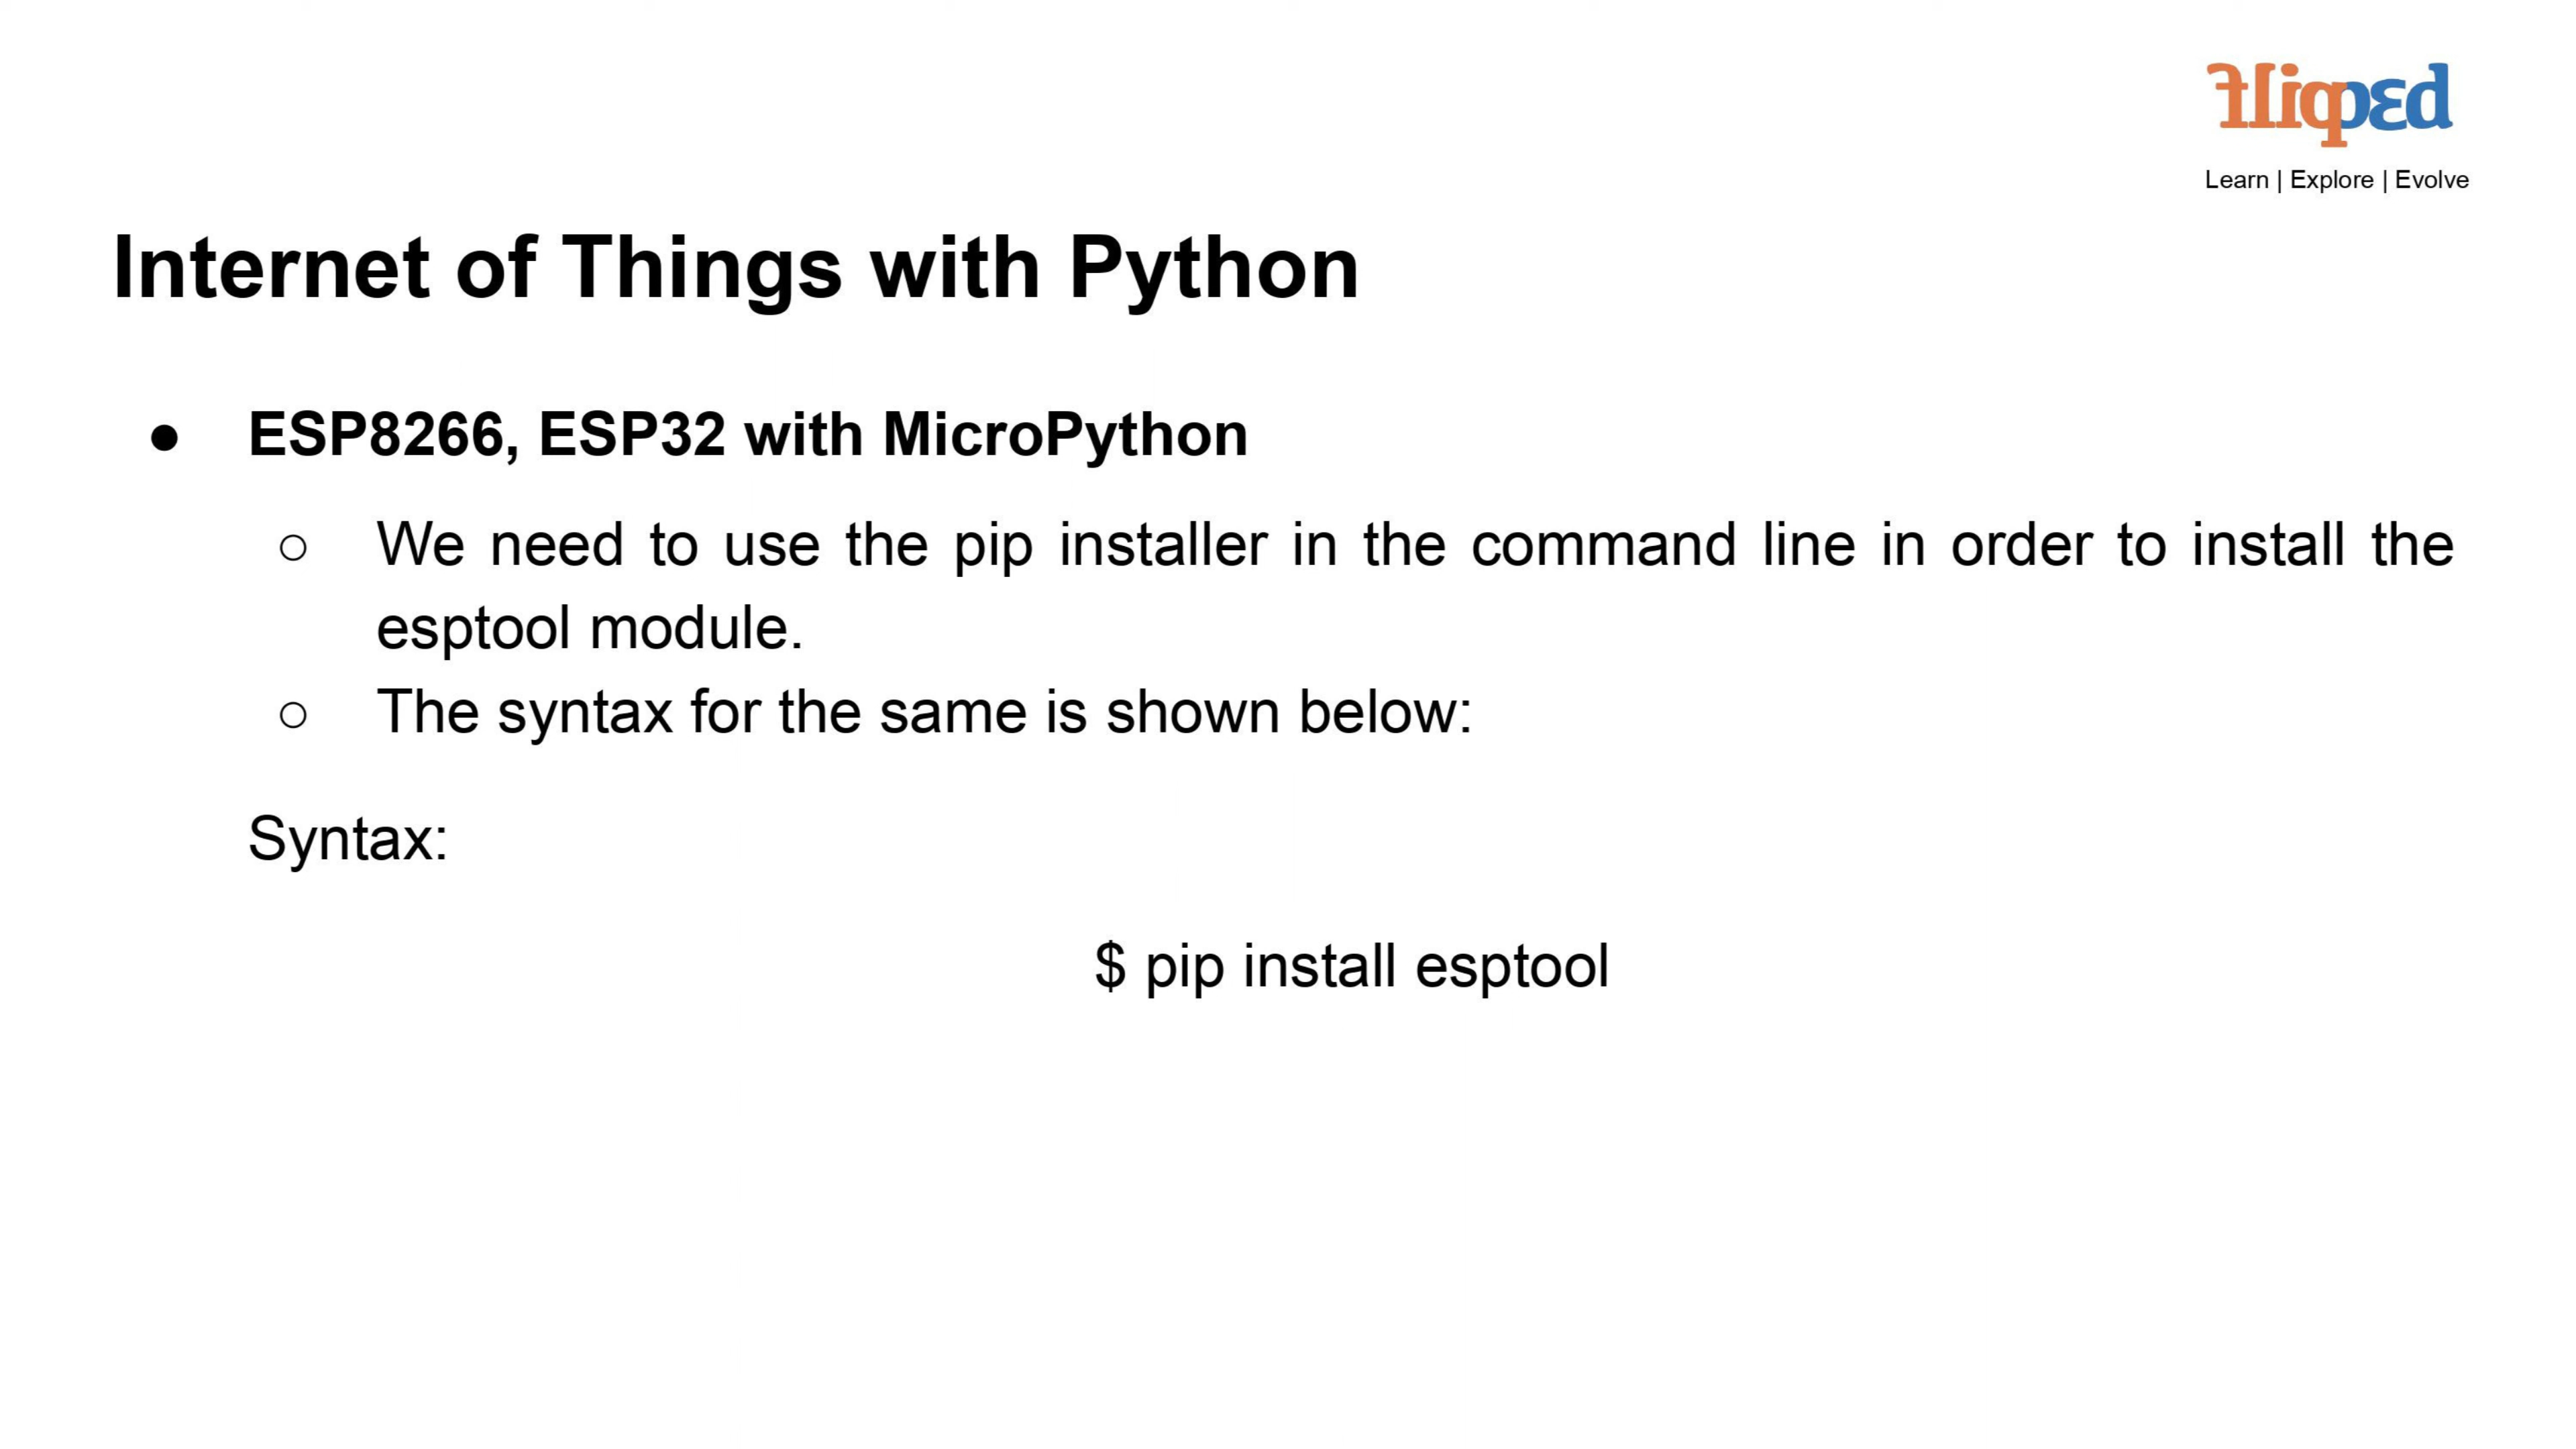 flipped
Learn | Explore | Evolve
Internet of Things with Python
● ESP8266, ESP32 with MicroPython
○ We need to use the pip installer in the command line in order to install the
esptool module.
○ The syntax for the same is shown below:
Syntax:
$ pip install esptool